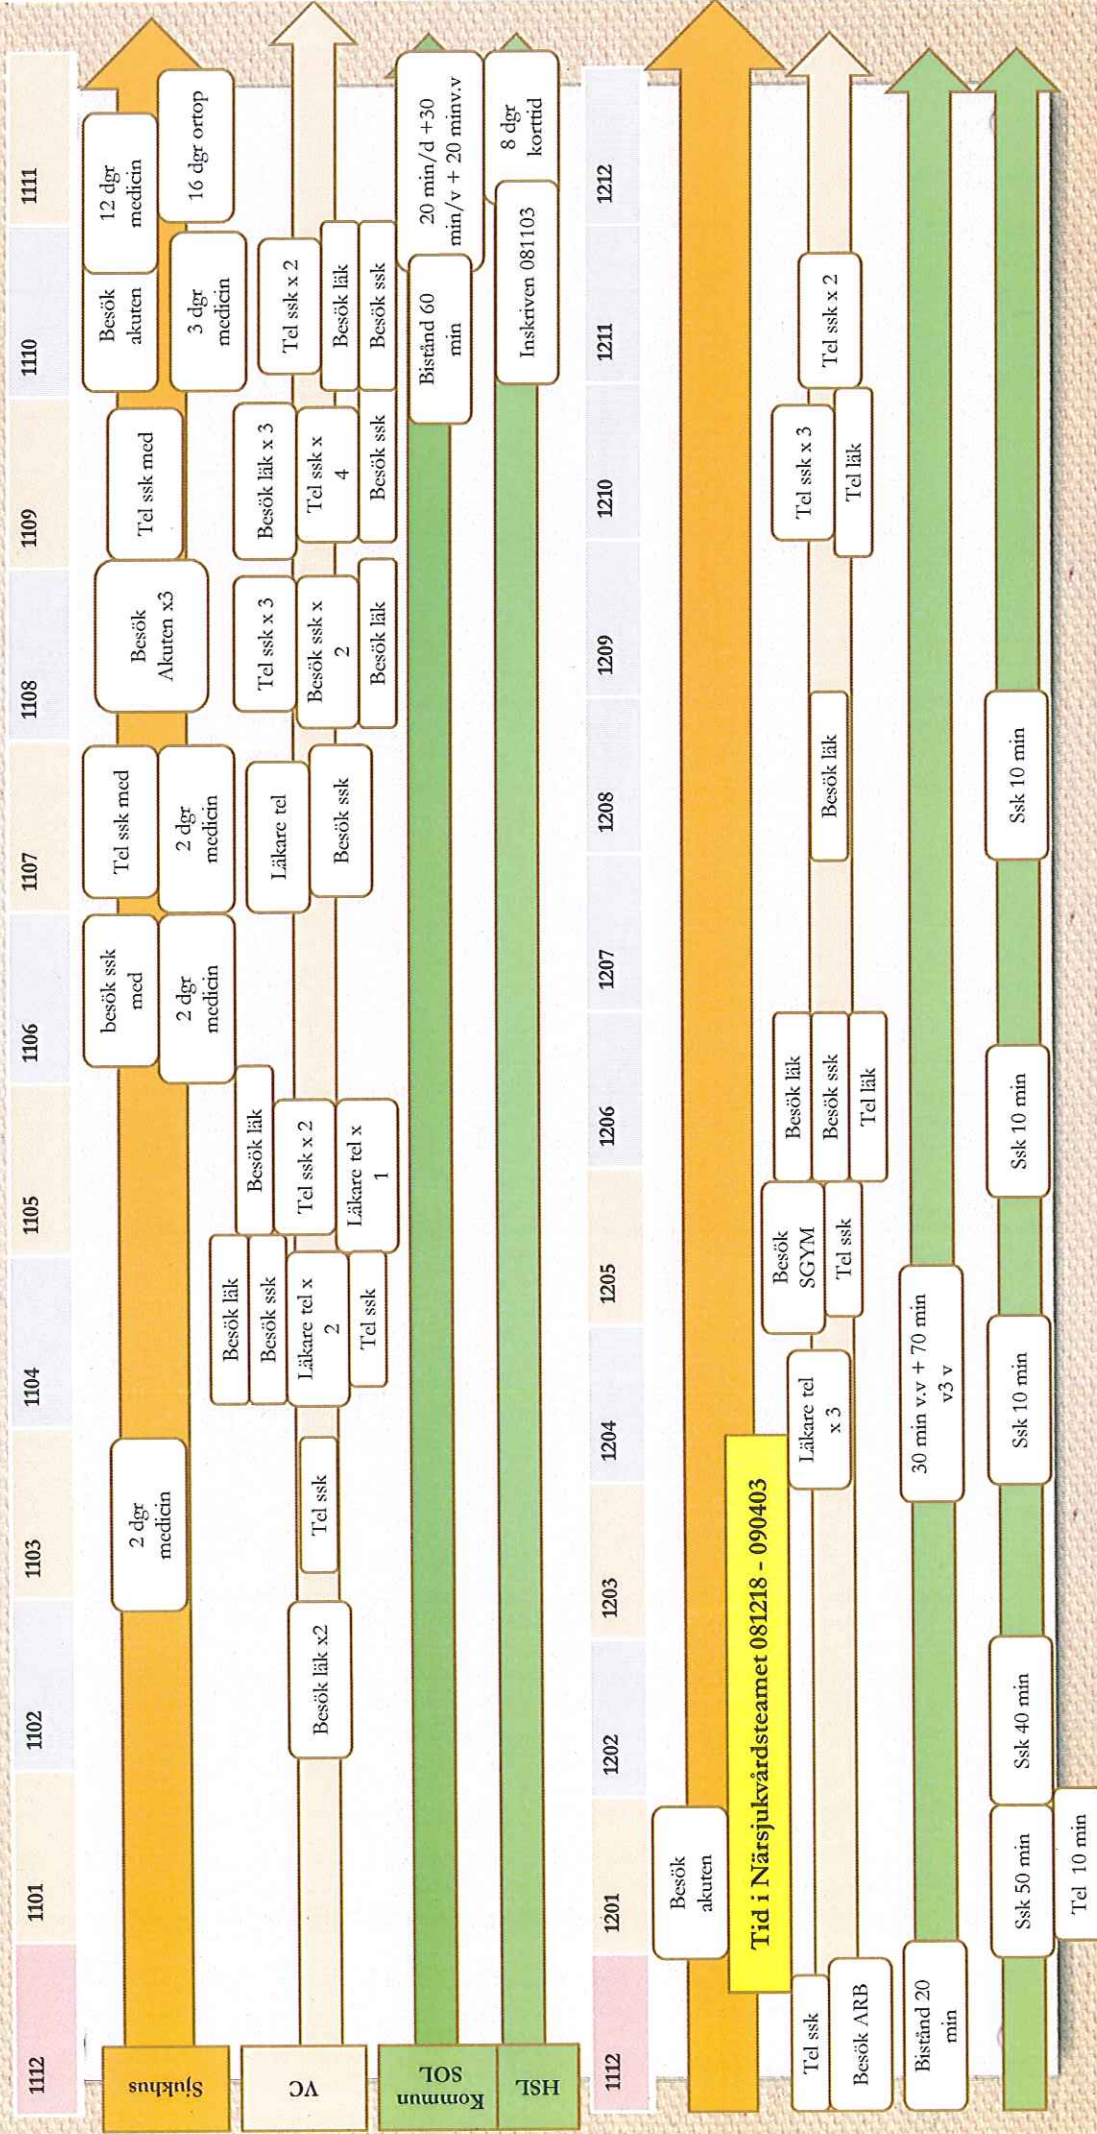 1112
1101
1102
1103
1104
1105
1106
1107
1108
1109
1110
1111
Sjukhus
2 dgr
medicin
besök ssk
med
2 dgr
medicin
Tel ssk med
2 dgr
medicin
Besök
Akuten x3
Tel ssk med
Besök
akuten
3 dgr
medicin
12 dgr
medicin
16 dgr ortop
VC
Besök läk x2
Tel ssk
Besök läk
Besök ssk
Läkare tel x
2
Tel ssk
Besök läk
Tel ssk x 2
Läkare tel x
1
Läkare tel
Besök ssk
Tel ssk x 3
Besök ssk x
2
Besök läk
Besök läk x 3
Tel ssk x
4
Besök ssk
Tel ssk x 2
Besök läk
Besök ssk
Kommun
SOL
Bistånd 60
min
20 min/d +30
min/v + 20 minv.v
HSL
Inskriven 081103
8 dgr
korttid
1112
1201
1202
1203
1204
1205
1206
1207
1208
1209
1210
1211
1212
Besök
akuten
Tid i Närsjukvårdsteamet 081218 - 090403
Tel ssk
Besök ARB
Läkare tel
x 3
Besök
SGYM
Tel ssk
Besök läk
Besök ssk
Tel läk
Besök läk
Tel ssk x 3
Tel läk
Tel ssk x 2
Bistånd 20
min
30 min v.v + 70 min
v3 v
Ssk 50 min
Tel 10 min
Ssk 40 min
Ssk 10 min
Ssk 10 min
Ssk 10 min